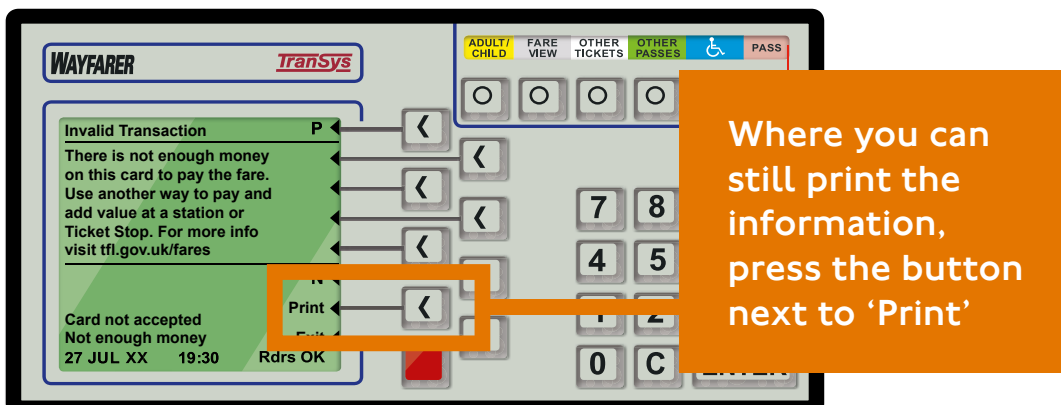 WAYFARER TranSys
ADULT/ CHILD FARE VIEW OTHER TICKETS OTHER PASSES PASS
Invalid Transaction P
There is not enough money
on this card to pay the fare.
Use another way to pay and
add value at a station or
Ticket Stop. For more info
visit tfl.gov.uk/fares
N
Print
Card not accepted
Exit
Not enough money
27 JUL XX 19:30 Rdrs OK
7 8
4 5
1 2
0 C ENTER
Where you can
still print the
information,
press the button
next to ‘Print’